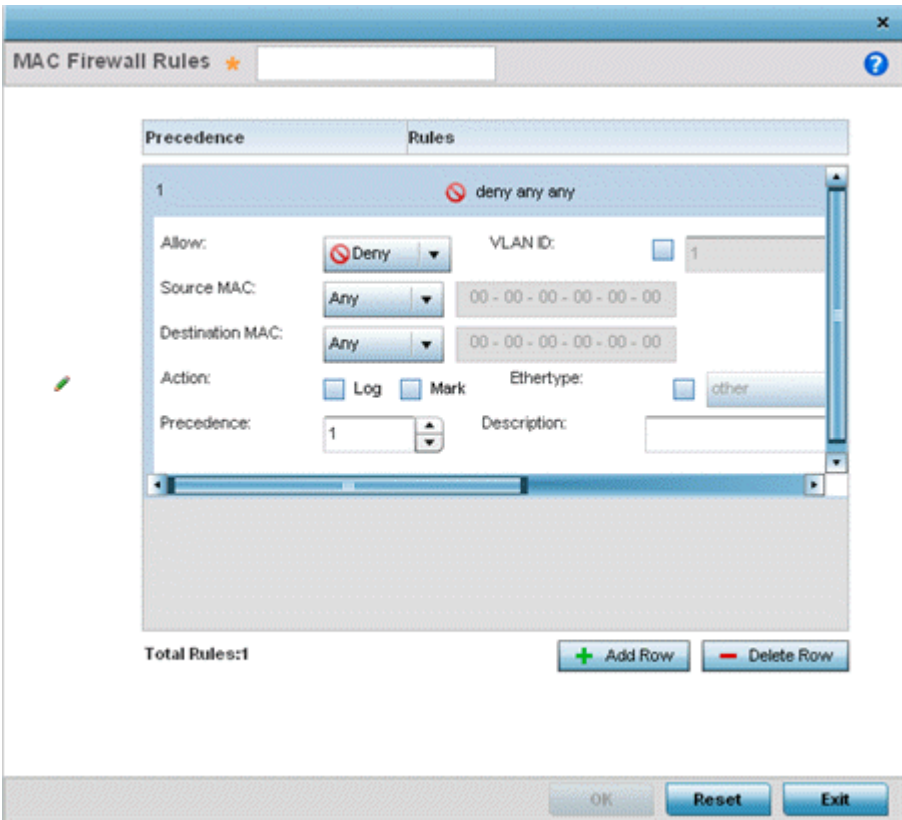 MAC Firewall Rules *
Precedence Rules
1 deny any any
Allow: Deny VLAN ID: 1
Source MAC: Any 00 - 00 - 00 - 00 - 00 - 00
Destination MAC: Any 00 - 00 - 00 - 00 - 00 - 00
Action: Log Mark Ethertype: other
Precedence: 1 Description:
Total Rules:1 Add Row Delete Row
OK Reset Exit